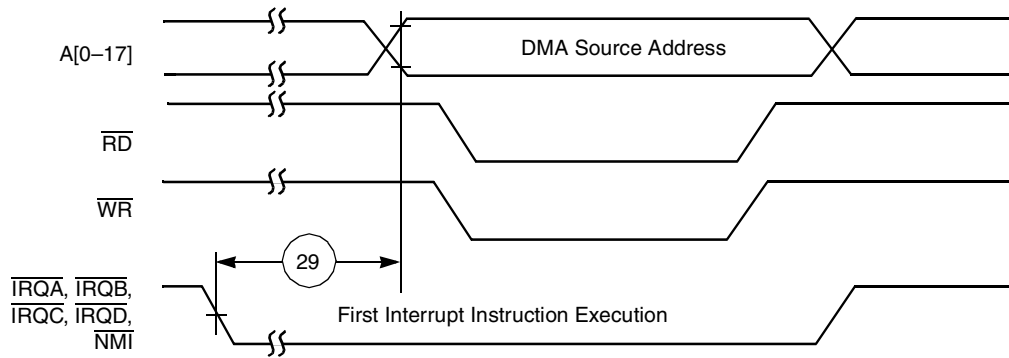 A[0–17]
DMA Source Address
RD
WR
29
IRQA, IRQB,
IRQC, IRQD,
NMI
First Interrupt Instruction Execution